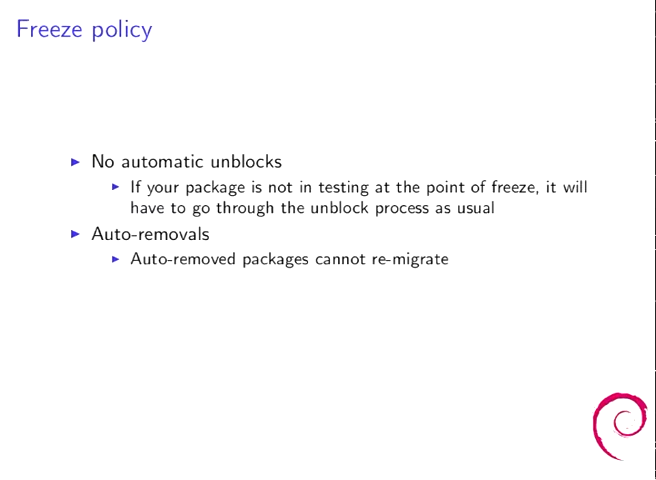 Freeze policy
No automatic unblocks
If your package is not in testing at the point of freeze, it will
have to go through the unblock process as usual
Auto-removals
Auto-removed packages cannot re-migrate